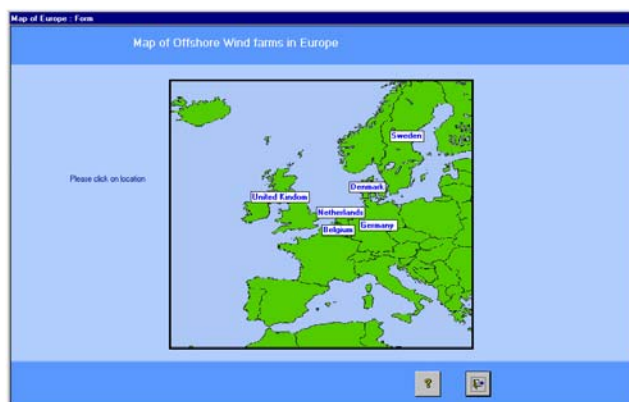 Map of Europe : Form
Map of Offshore Wind farms in Europe
Sweden
Please click on location
Denmark
United Kindom
Netherlands
Belgium
Germany
?